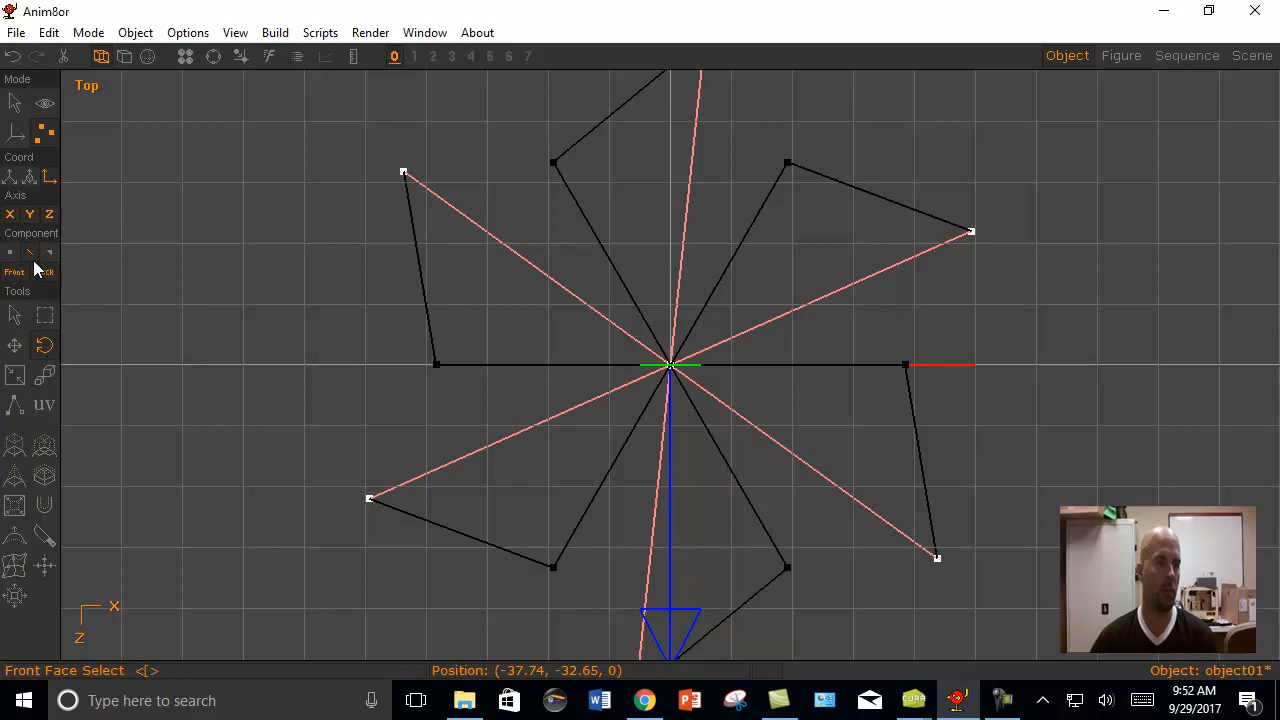 Anim8or
File Edit Mode Object Options View Build Scripts Render Window About
0 1 2 3 4 5 6 7 Object Figure Sequence Scene
Mode
Top
Coord
Axis
X Y Z
Component
Front
Tools
UV
X
Z
Front Face Select <[> Position: (-37.74, -32.65, 0) Object: object01*
Type here to search
CURA
9:52 AM
9/29/2017
1